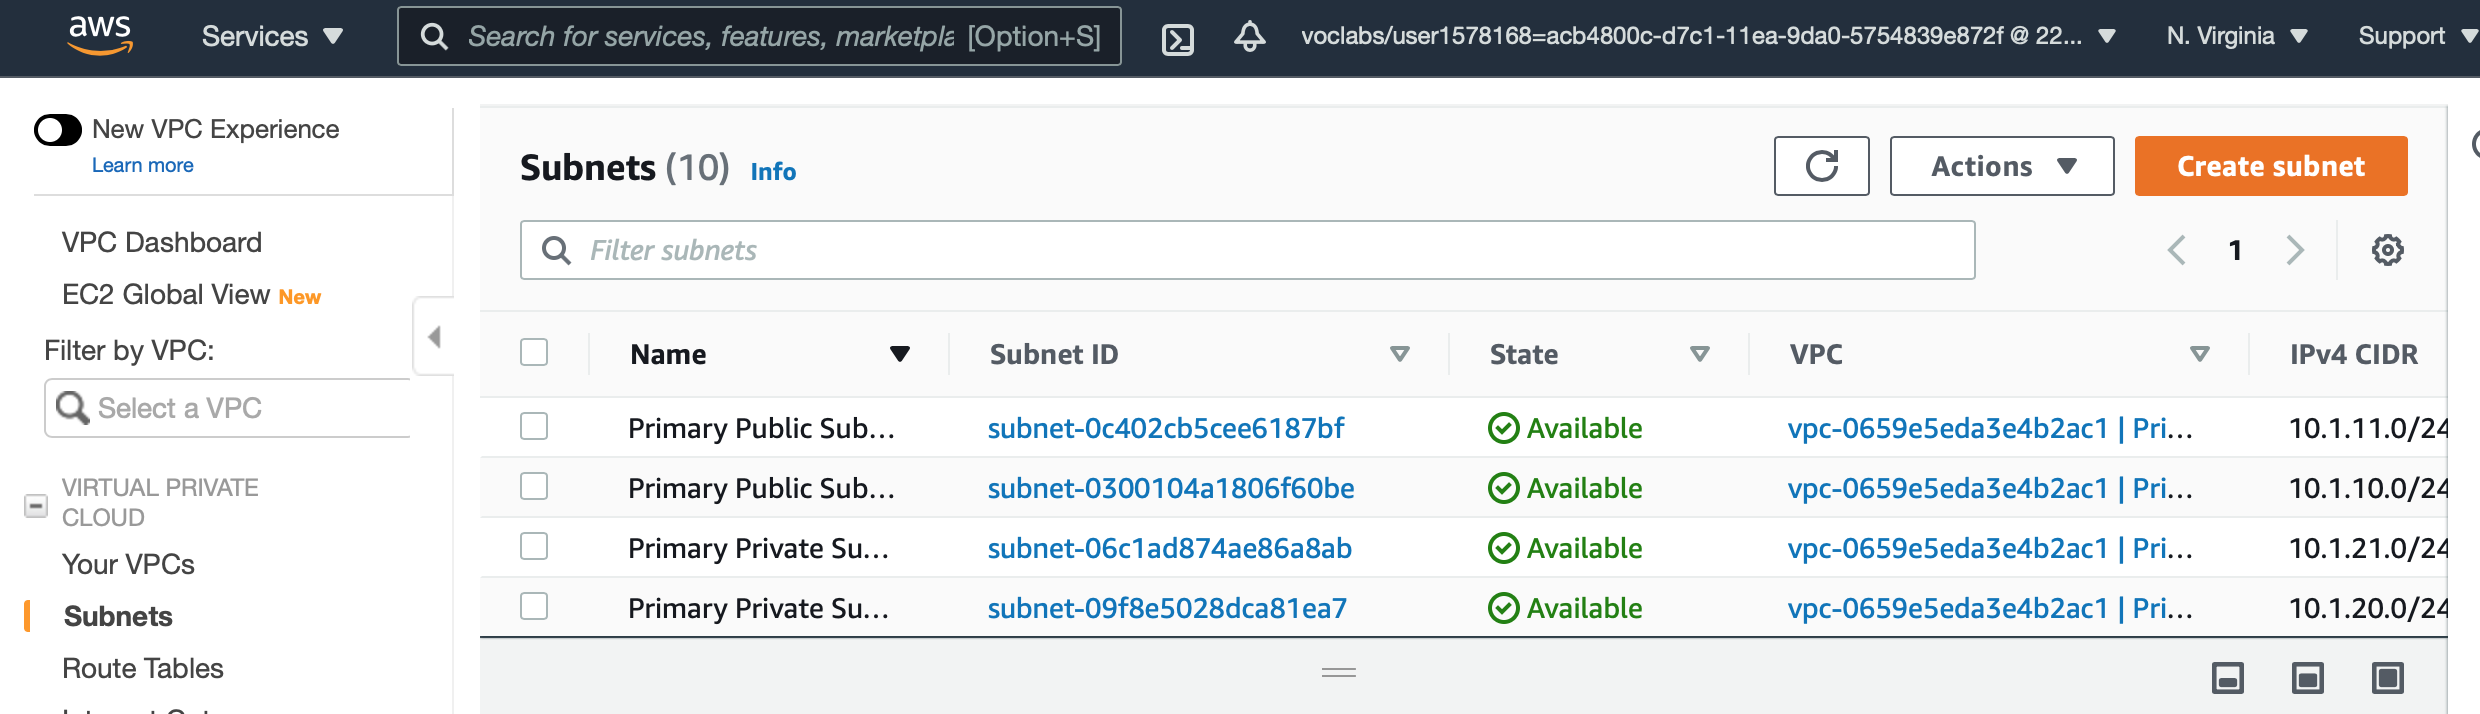 aws
Services
Search for services, features, marketpla [Option+S]
voclabs/user1578168=acb4800c-d7c1-11ea-9da0-5754839e872f @ 22...
N. Virginia
Support
New VPC Experience
Learn more
VPC Dashboard
EC2 Global View New
Filter by VPC:
Select a VPC
VIRTUAL PRIVATE
CLOUD
Your VPCs
Subnets
Route Tables
Subnets (10) Info
Actions
Create subnet
Filter subnets
1
Name Subnet ID State VPC IPv4 CIDR
Primary Public Sub... subnet-0c402cb5cee6187bf Available vpc-0659e5eda3e4b2ac1 | Pri... 10.1.11.0/24
Primary Public Sub... subnet-0300104a1806f60be Available vpc-0659e5eda3e4b2ac1 | Pri... 10.1.10.0/24
Primary Private Su... subnet-06c1ad874ae86a8ab Available vpc-0659e5eda3e4b2ac1 | Pri... 10.1.21.0/24
Primary Private Su... subnet-09f8e5028dca81ea7 Available vpc-0659e5eda3e4b2ac1 | Pri... 10.1.20.0/24